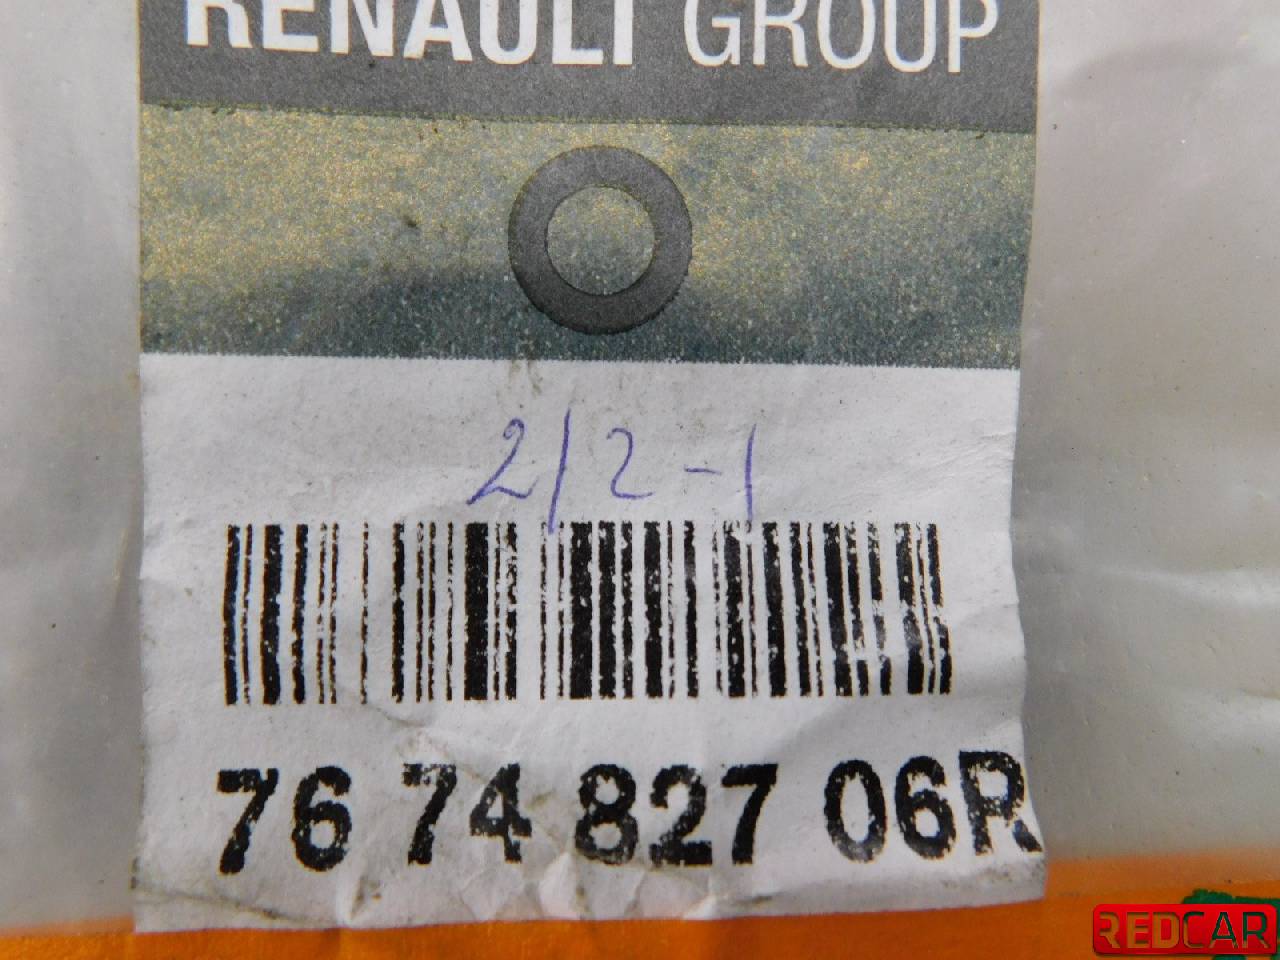 RENAULT GROUP
2/2-1
76 74 827 06R
REDCAR